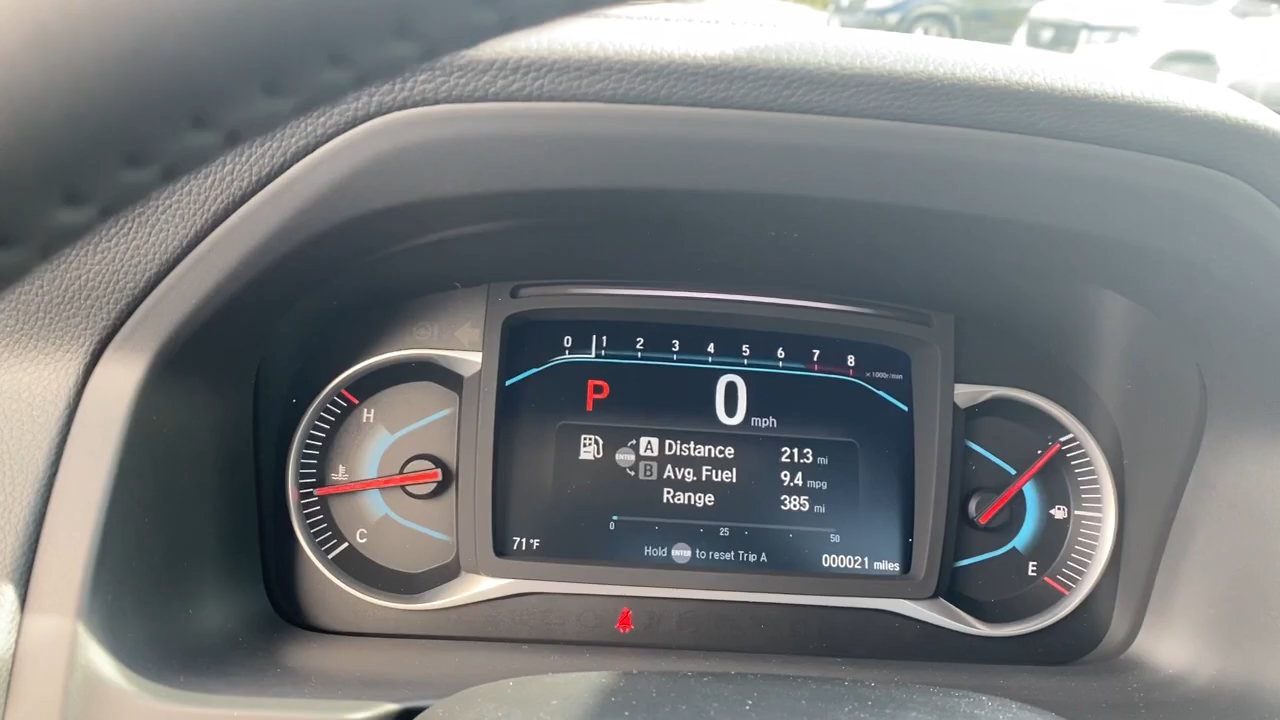 0 1 2 3 4 5 6 7 8
x 1000r/min
P 0 mph
H
ENTER A Distance 21.3 mi
B Avg. Fuel 9.4 mpg
Range 385 mi
0 25 50
C
E
71 °F
Hold ENTER to reset Trip A
000021 miles